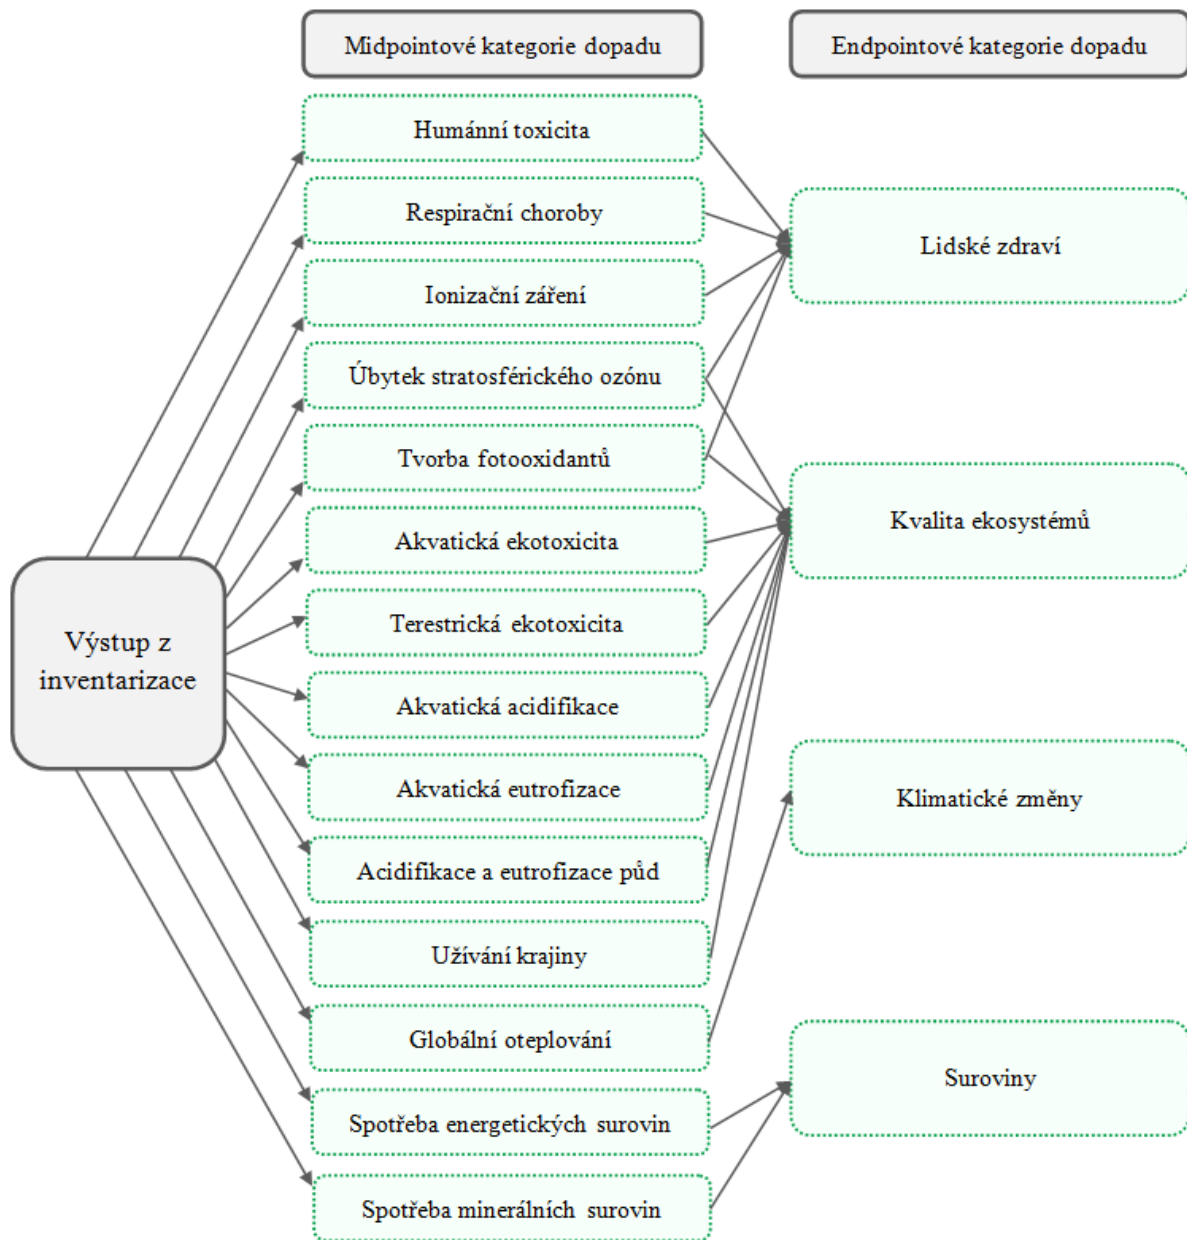 Midpointové kategorie dopadu
Endpointové kategorie dopadu
Humánní toxicita
Respirační choroby
Ionizační záření
Úbytek stratosférického ozónu
Tvorba fotooxidantů
Akvatická ekotoxicita
Terestrická ekotoxicita
Akvatická acidifikace
Akvatická eutrofizace
Acidifikace a eutrofizace půd
Užívání krajiny
Globální oteplování
Spotřeba energetických surovin
Spotřeba minerálních surovin
Výstup z
inventarizace
Lidské zdraví
Kvalita ekosystémů
Klimatické změny
Suroviny